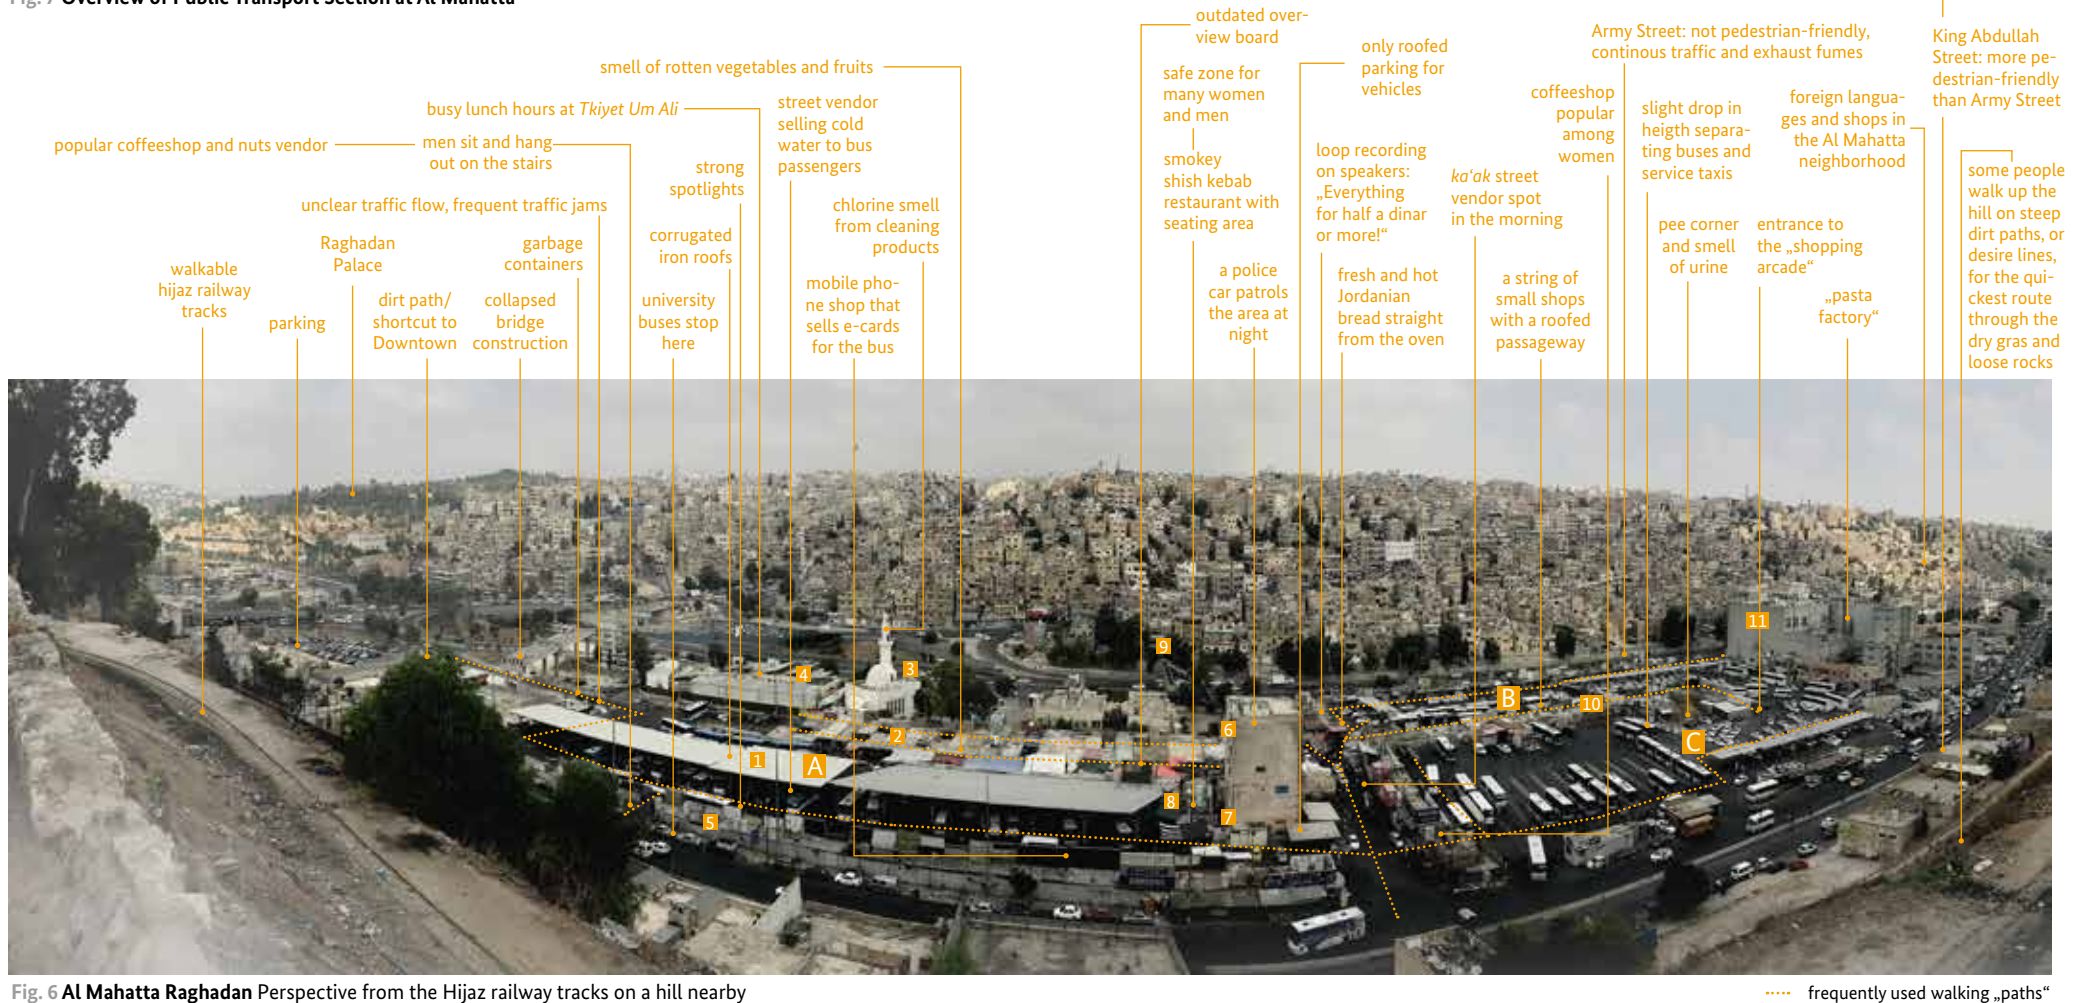 Fig. 7 Overview of Public Transport Section at Al Mahatta
outdated over-
view board
Army Street: not pedestrian-friendly,
continous traffic and exhaust fumes
King Abdullah
Street: more pe-
destrian-friendly
than Army Street
only roofed
parking for
vehicles
smell of rotten vegetables and fruits
safe zone for
many women
and men
coffeeshop
popular
among
women
foreign langua-
ges and shops in
the Al Mahatta
neighborhood
busy lunch hours at Tkiyet Um Ali
street vendor
selling cold
water to bus
passengers
slight drop in
heigth separa-
ting buses and
service taxis
popular coffeeshop and nuts vendor
men sit and hang
out on the stairs
strong
spotlights
smokey
shish kebab
restaurant with
seating area
loop recording
on speakers:
„Everything
for half a dinar
or more!“
ka‘ak street
vendor spot
in the morning
some people
walk up the
hill on steep
dirt paths, or
desire lines,
for the qui-
ckest route
through the
dry gras and
loose rocks
unclear traffic flow, frequent traffic jams
chlorine smell
from cleaning
products
pee corner
and smell
of urine
entrance to
the „shopping
arcade“
Raghadan
Palace
garbage
containers
corrugated
iron roofs
walkable
hijaz railway
tracks
a police
car patrols
the area at
night
fresh and hot
Jordanian
bread straight
from the oven
a string of
small shops
with a roofed
passageway
mobile pho-
ne shop that
sells e-cards
for the bus
dirt path/
shortcut to
Downtown
collapsed
bridge
construction
university
buses stop
here
„pasta
factory“
parking
11
9
3
4
B
10
6
2
C
1
A
8
7
5
Fig. 6 Al Mahatta Raghadan Perspective from the Hijaz railway tracks on a hill nearby
frequently used walking „paths“